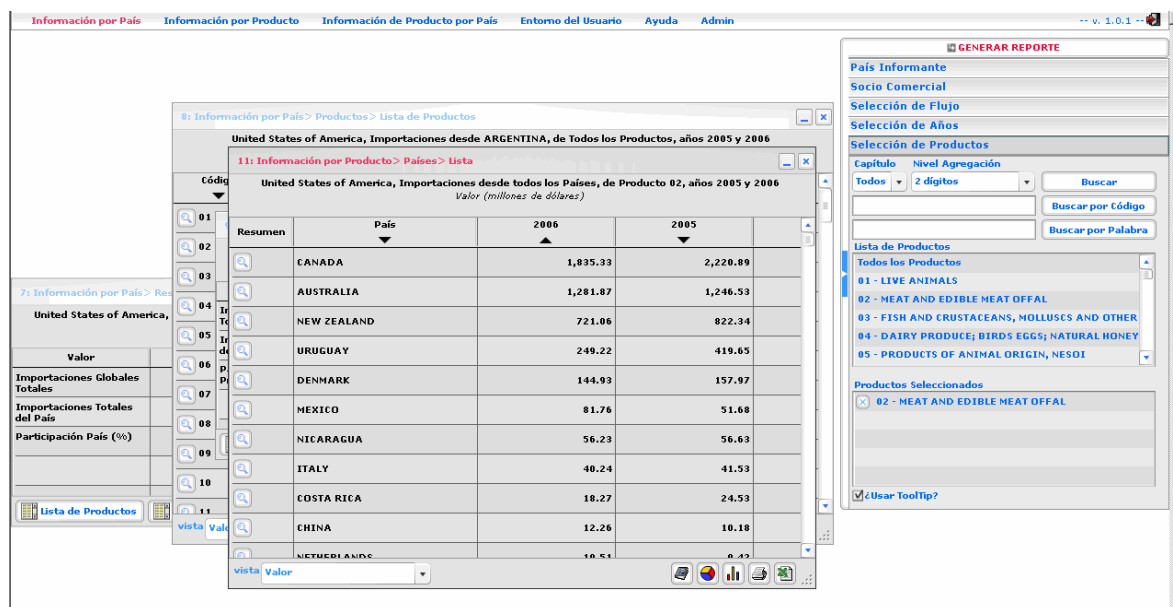 Información por País Información por Producto Información de Producto por País Entorno del Usuario Ayuda Admin -- v. 1.0.1 --
GENERAR REPORTE
País Informante
Socio Comercial
Selección de Flujo
Selección de Años
Selección de Productos
Capítulo Nivel Agregación
Todos 2 dígitos Buscar
Buscar por Código
Buscar por Palabra
Lista de Productos
Todos los Productos
01 - LIVE ANIMALS
02 - MEAT AND EDIBLE MEAT OFFAL
03 - FISH AND CRUSTACEANS, MOLLUSCS AND OTHER
04 - DAIRY PRODUCE; BIRDS EGGS; NATURAL HONEY
05 - PRODUCTS OF ANIMAL ORIGIN, NESOI
Productos Seleccionados
02 - MEAT AND EDIBLE MEAT OFFAL
¿Usar ToolTip?
8: Información por País> Productos> Lista de Productos
United States of America, Importaciones desde ARGENTINA, de Todos los Productos, años 2005 y 2006
Códig
01
02
03
04
05
06
07
08
09
10
11
vista Valo
7: Información por País> Res
United States of America,
Valor
Importaciones Globales
Totales
Importaciones Totales
del País
Participación País (%)
Lista de Productos
11: Información por Producto> Países> Lista
United States of America, Importaciones desde todos los Países, de Producto 02, años 2005 y 2006
Valor (millones de dólares)
Resumen País 2006 2005
CANADA 1,835.33 2,220.89
AUSTRALIA 1,281.87 1,246.53
NEW ZEALAND 721.06 822.34
URUGUAY 249.22 419.65
DENMARK 144.93 157.97
MEXICO 81.76 51.68
NICARAGUA 56.23 56.63
ITALY 40.24 41.53
COSTA RICA 18.27 24.53
CHINA 12.26 10.18
NETHERLANDS 10.51
vista Valor